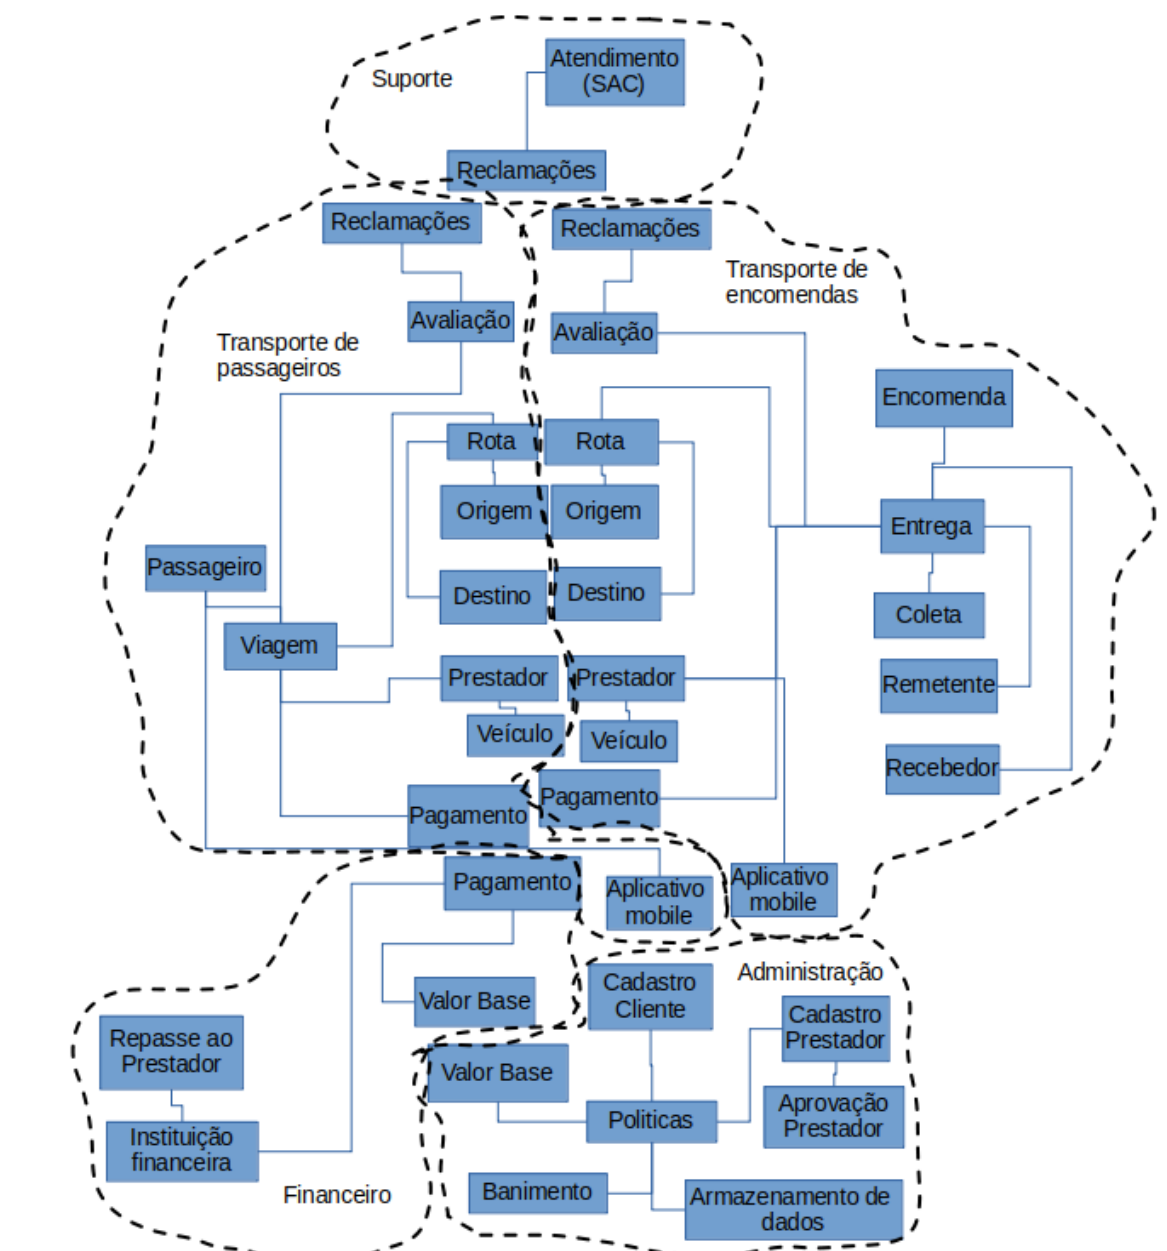 Suporte
Atendimento
(SAC)
Reclamações
Reclamações
Reclamações
Transporte de
encomendas
Avaliação
Avaliação
Transporte de
passageiros
Encomenda
Rota
Rota
Origem
Origem
Entrega
Passageiro
Destino
Destino
Coleta
Viagem
Prestador
Prestador
Remetente
Veículo
Veículo
Recebedor
Pagamento
Pagamento
Pagamento
Aplicativo
mobile
Aplicativo
mobile
Administração
Cadastro
Cliente
Valor Base
Cadastro
Prestador
Repasse ao
Prestador
Valor Base
Politicas
Aprovação
Prestador
Instituição
financeira
Financeiro
Banimento
Armazenamento de
dados